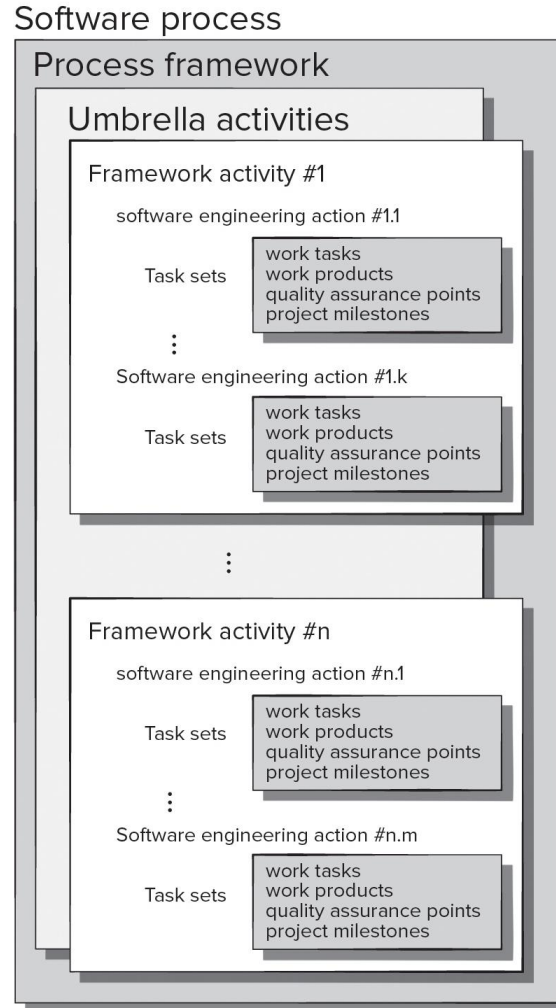 Software process
Process framework
Umbrella activities
Framework activity #1
software engineering action #1.1
Task sets
work tasks
work products
quality assurance points
project milestones
⋮
Software engineering action #1.k
Task sets
work tasks
work products
quality assurance points
project milestones
⋮
Framework activity #n
software engineering action #n.1
Task sets
work tasks
work products
quality assurance points
project milestones
⋮
Software engineering action #n.m
Task sets
work tasks
work products
quality assurance points
project milestones